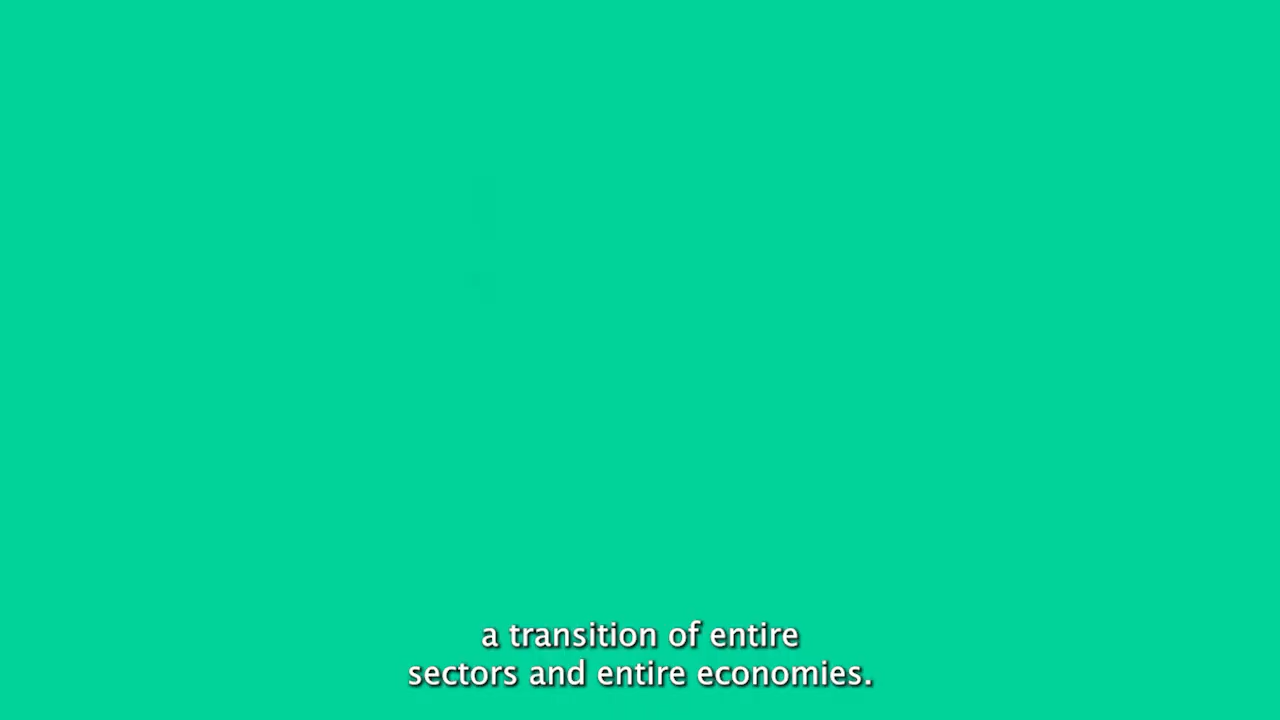 a transition of entire
sectors and entire economies.